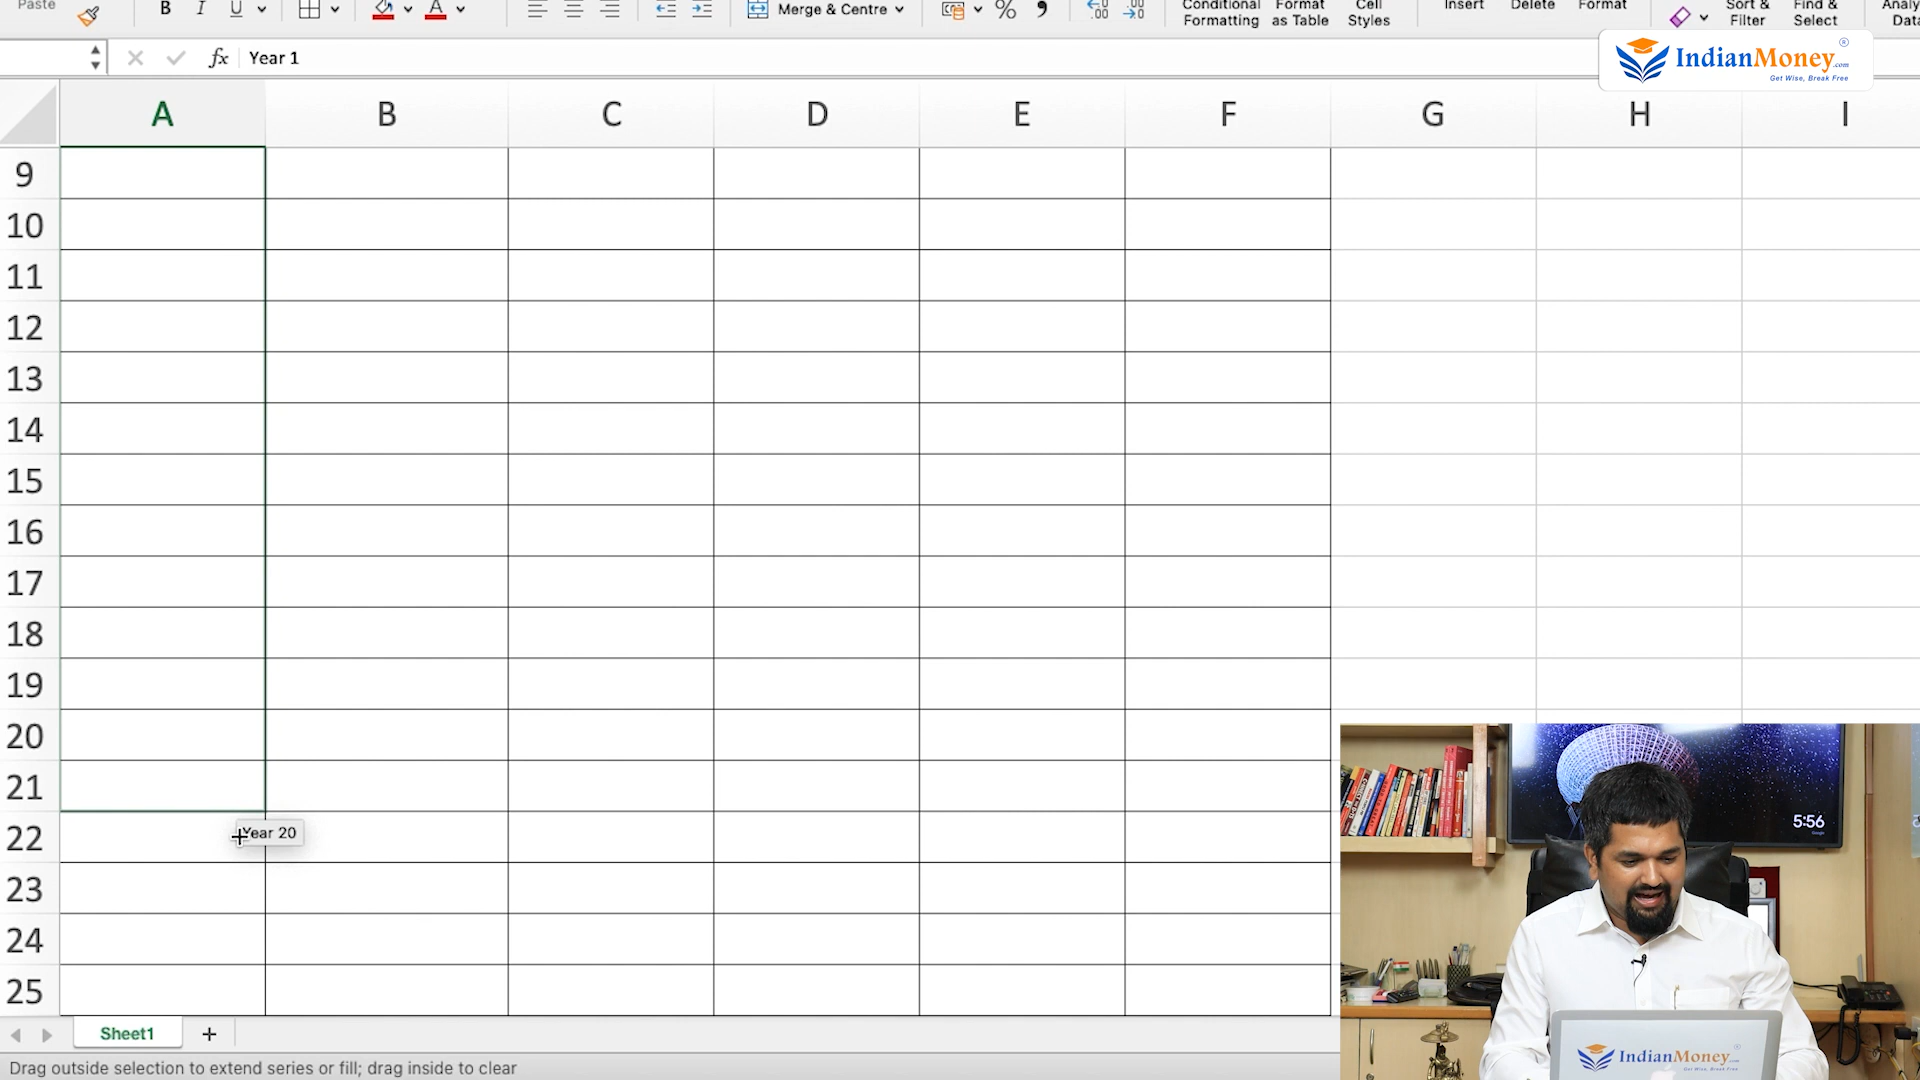 Paste
B I U
A
Merge & Centre
% 
Conditional Formatting
Format as Table
Cell Styles
Insert
Delete
Format
Sort & Filter
Find & Select
fx Year 1
IndianMoney.com ®
Get Wise, Break Free
A B C D E F G H I
9
10
11
12
13
14
15
16
17
18
19
20
21
22 Year 20
23
24
25
5:56
Sheet1 +
Drag outside selection to extend series or fill; drag inside to clear
IndianMoney